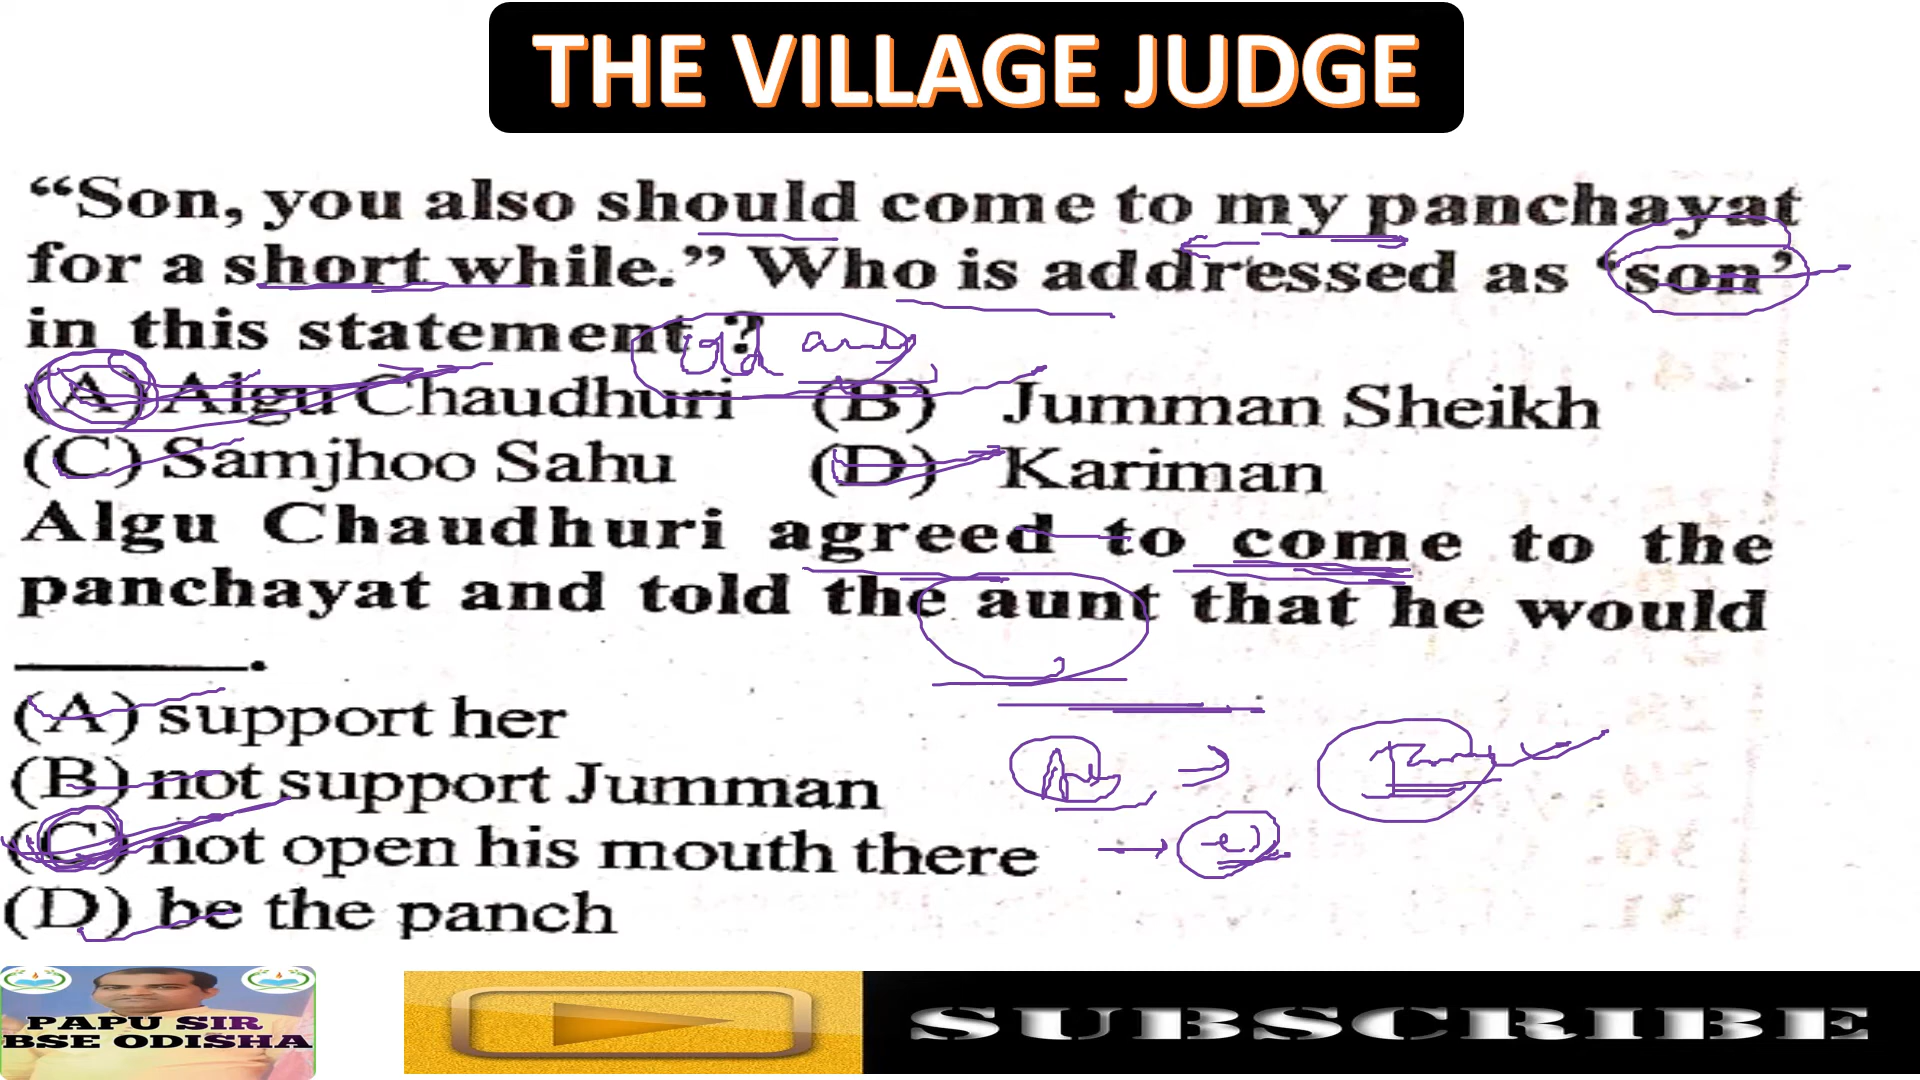 THE VILLAGE JUDGE
“Son, you also should come to my panchayat
for a short while.” Who is addressed as ‘son’
in this statement ?
old aunty
(A) Algu Chaudhuri (B) Jumman Sheikh
(C) Samjhoo Sahu (D) Kariman
Algu Chaudhuri agreed to come to the
panchayat and told the aunt that he would
________.
(A) support her
(B) not support Jumman
(C) not open his mouth there
(D) be the panch
PAPU SIR
BSE ODISHA
SUBSCRIBE